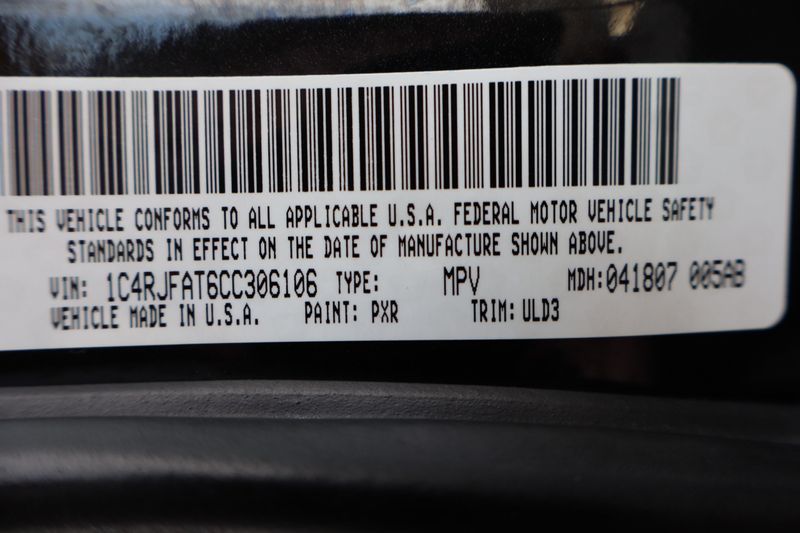 THIS VEHICLE CONFORMS TO ALL APPLICABLE U.S.A. FEDERAL MOTOR VEHICLE SAFETY
STANDARDS IN EFFECT ON THE DATE OF MANUFACTURE SHOWN ABOVE.
VIN: 1C4RJFAT6CC306106 TYPE: MPV MDH:041807 005AB
VEHICLE MADE IN U.S.A. PAINT: PXR TRIM: ULD3